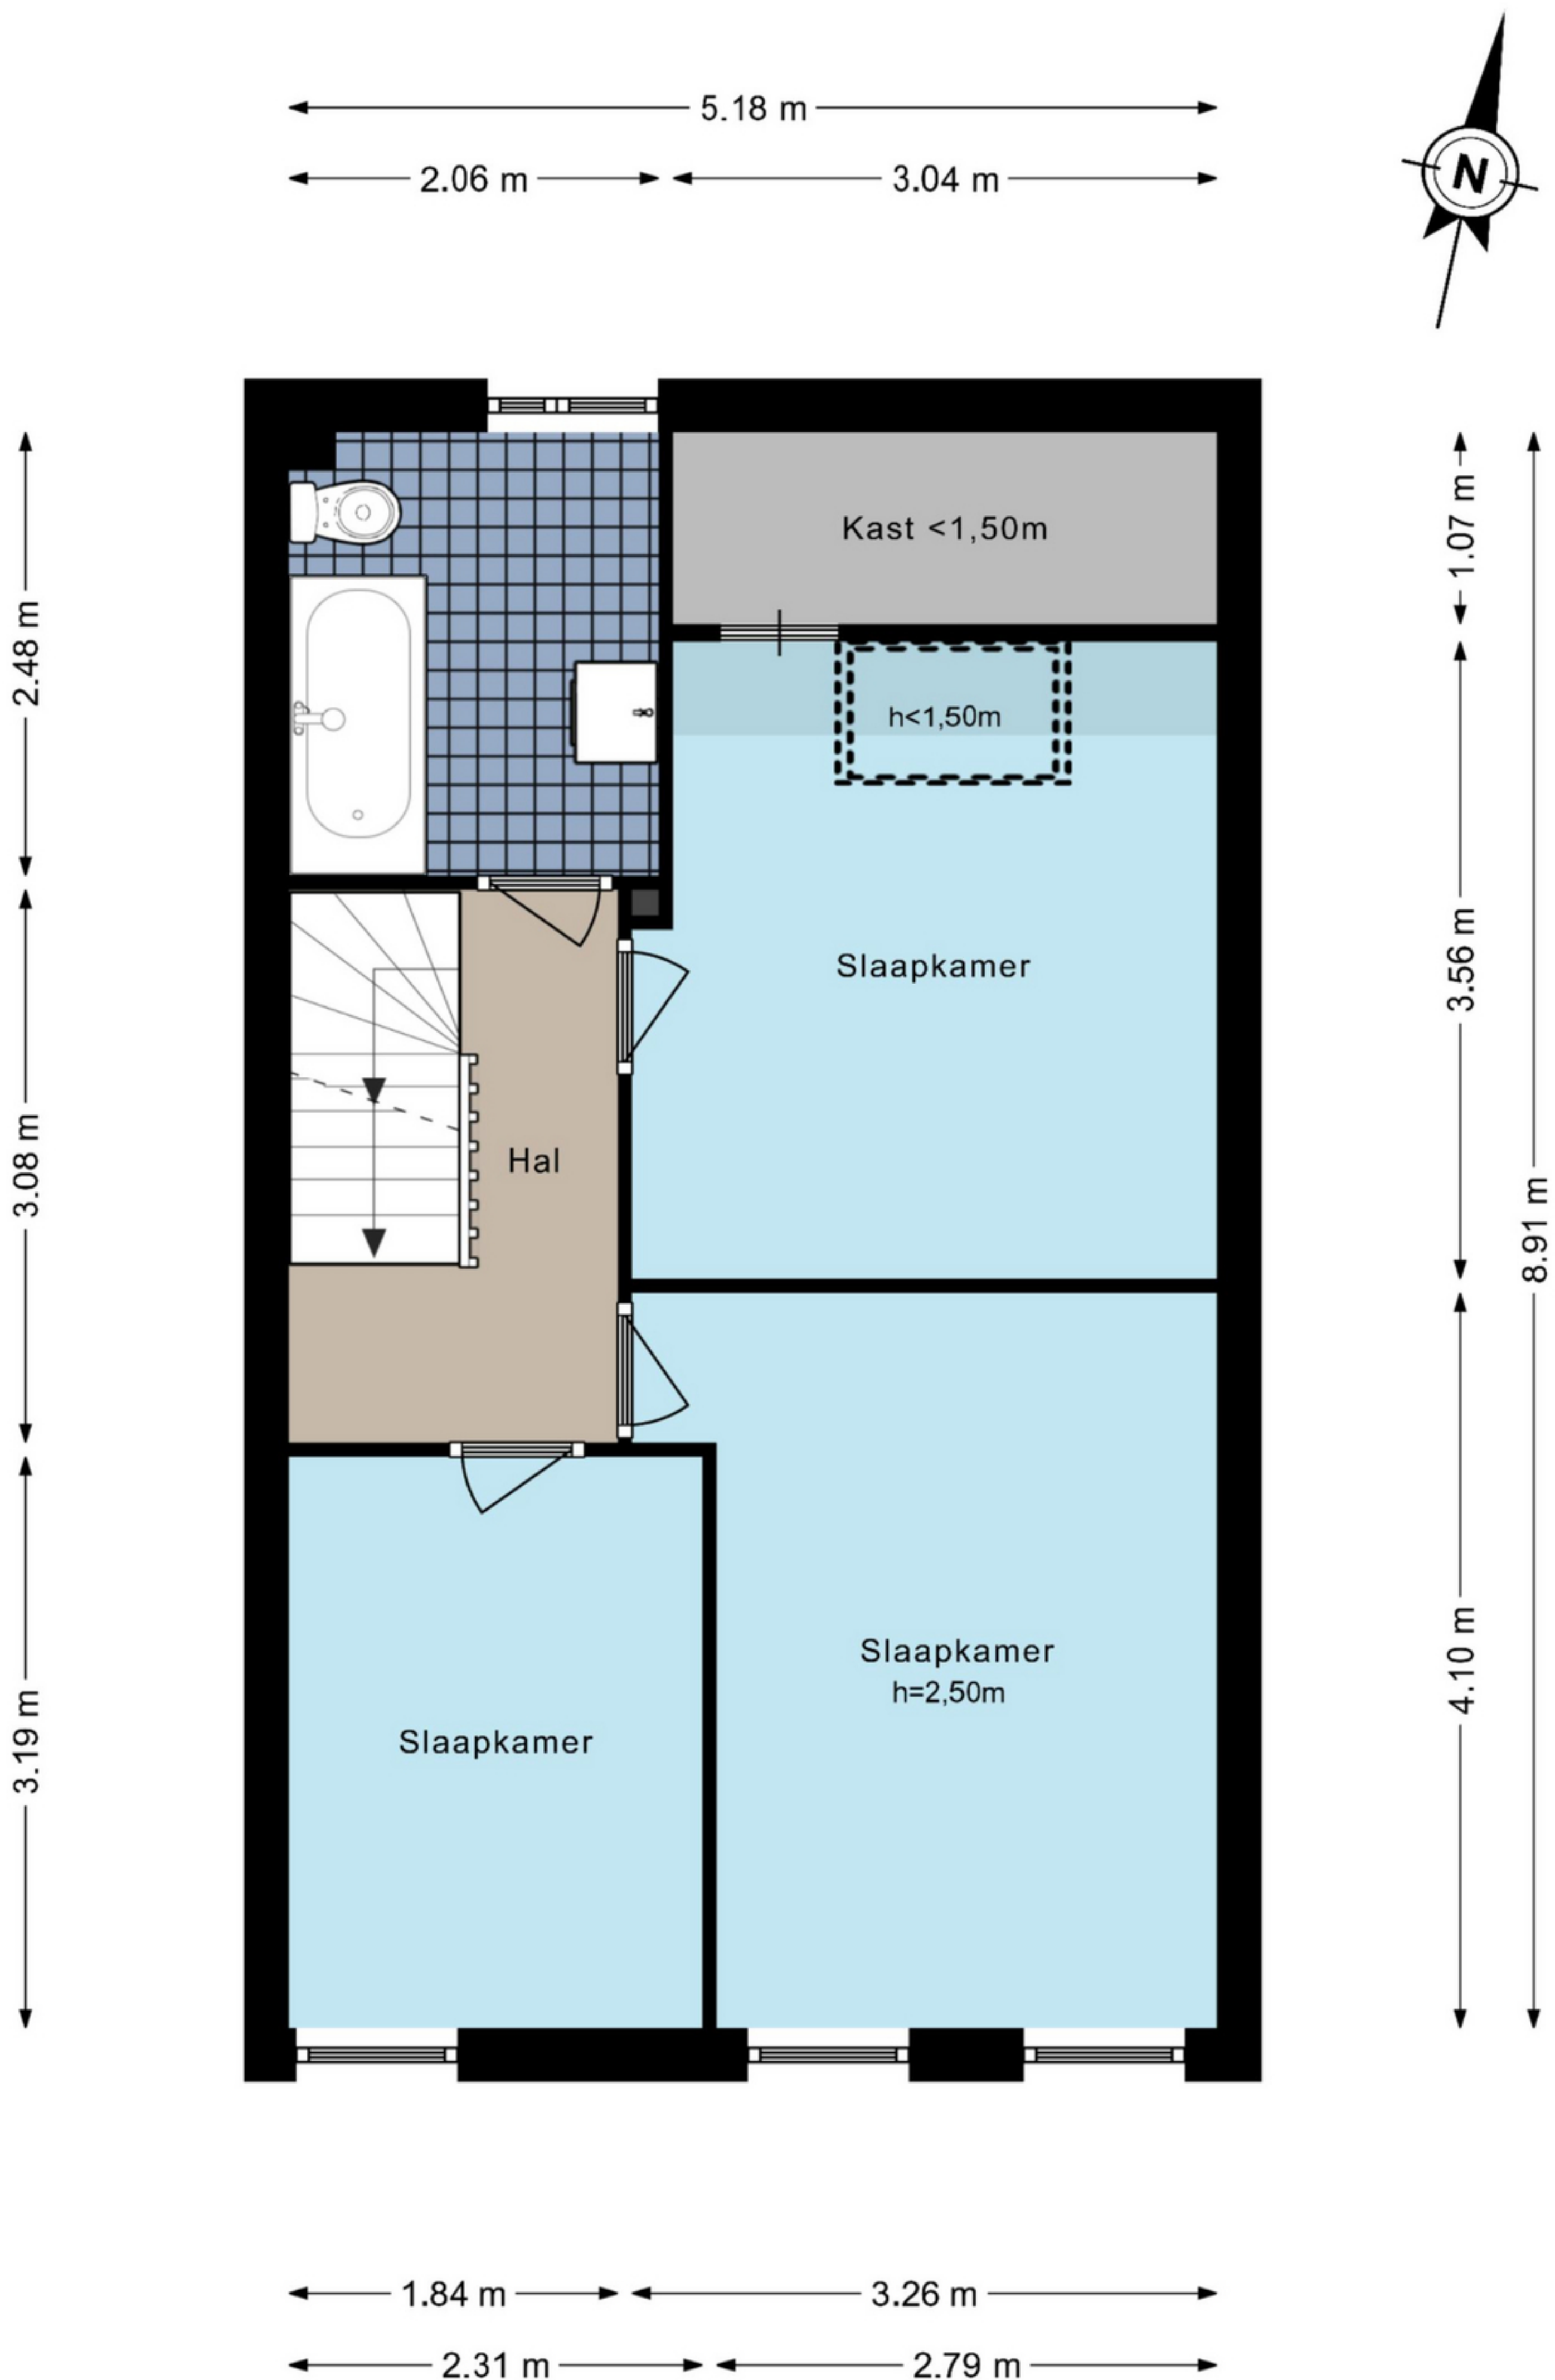 5.18 m
2.06 m
3.04 m
N
Kast <1,50m
1.07 m
2.48 m
h<1,50m
Slaapkamer
3.56 m
Hal
3.08 m
8.91 m
Slaapkamer
h=2,50m
4.10 m
Slaapkamer
3.19 m
1.84 m
3.26 m
2.31 m
2.79 m